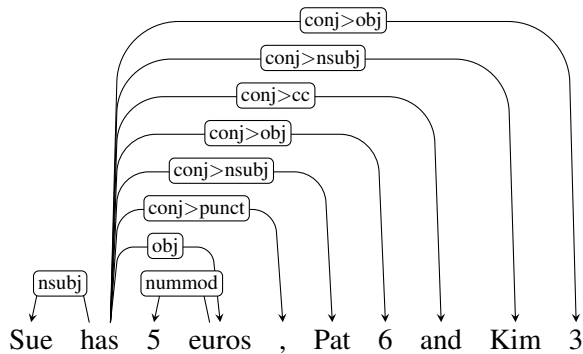 conj>obj
conj>nsubj
conj>cc
conj>obj
conj>nsubj
conj>punct
obj
nsubj nummod
Sue has 5 euros , Pat 6 and Kim 3